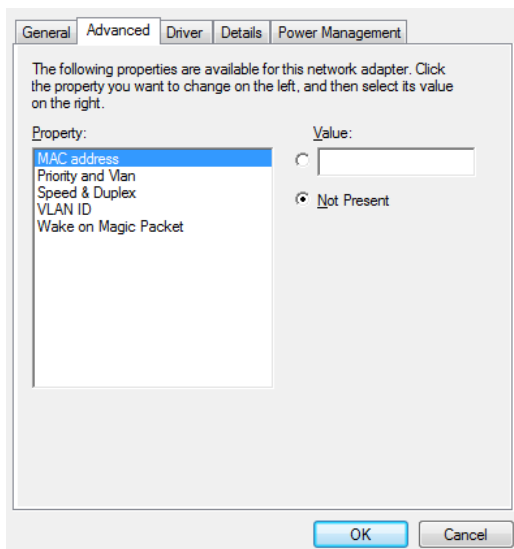 General Advanced Driver Details Power Management
The following properties are available for this network adapter. Click
the property you want to change on the left, and then select its value
on the right.
Property: Value:
MAC address
Priority and Vlan
Speed & Duplex
Not Present
VLAN ID
Wake on Magic Packet
OK Cancel